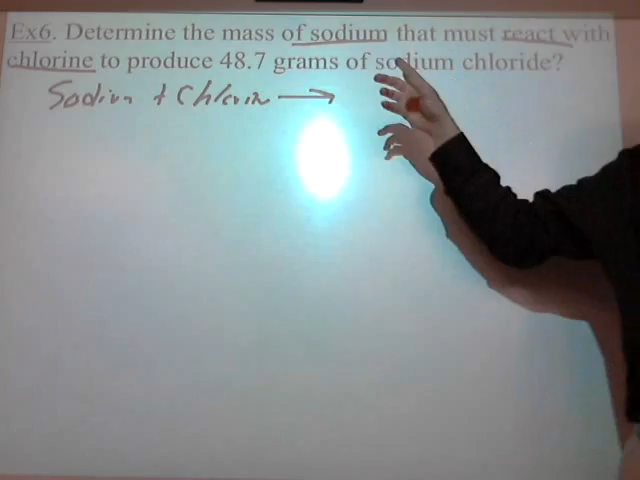 Ex6. Determine the mass of sodium that must react with
chlorine to produce 48.7 grams of sodium chloride?
Sodium + Chlorin →